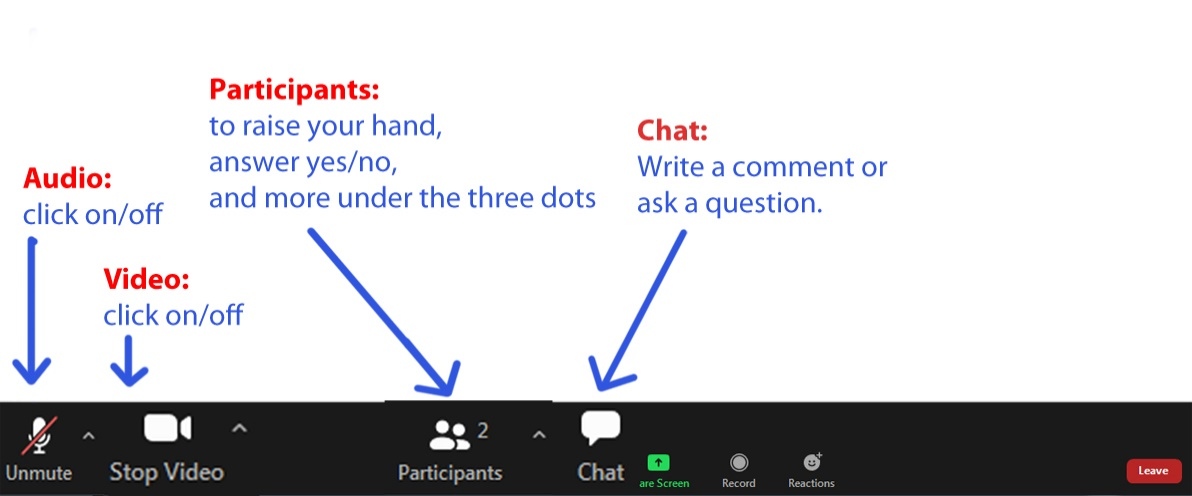 Participants:
to raise your hand,
answer yes/no,
and more under the three dots
Chat:
Write a comment or
ask a question.
Audio:
click on/off
Video:
click on/off
2
Unmute
Stop Video
Participants
Chat
are Screen
Record
Reactions
Leave